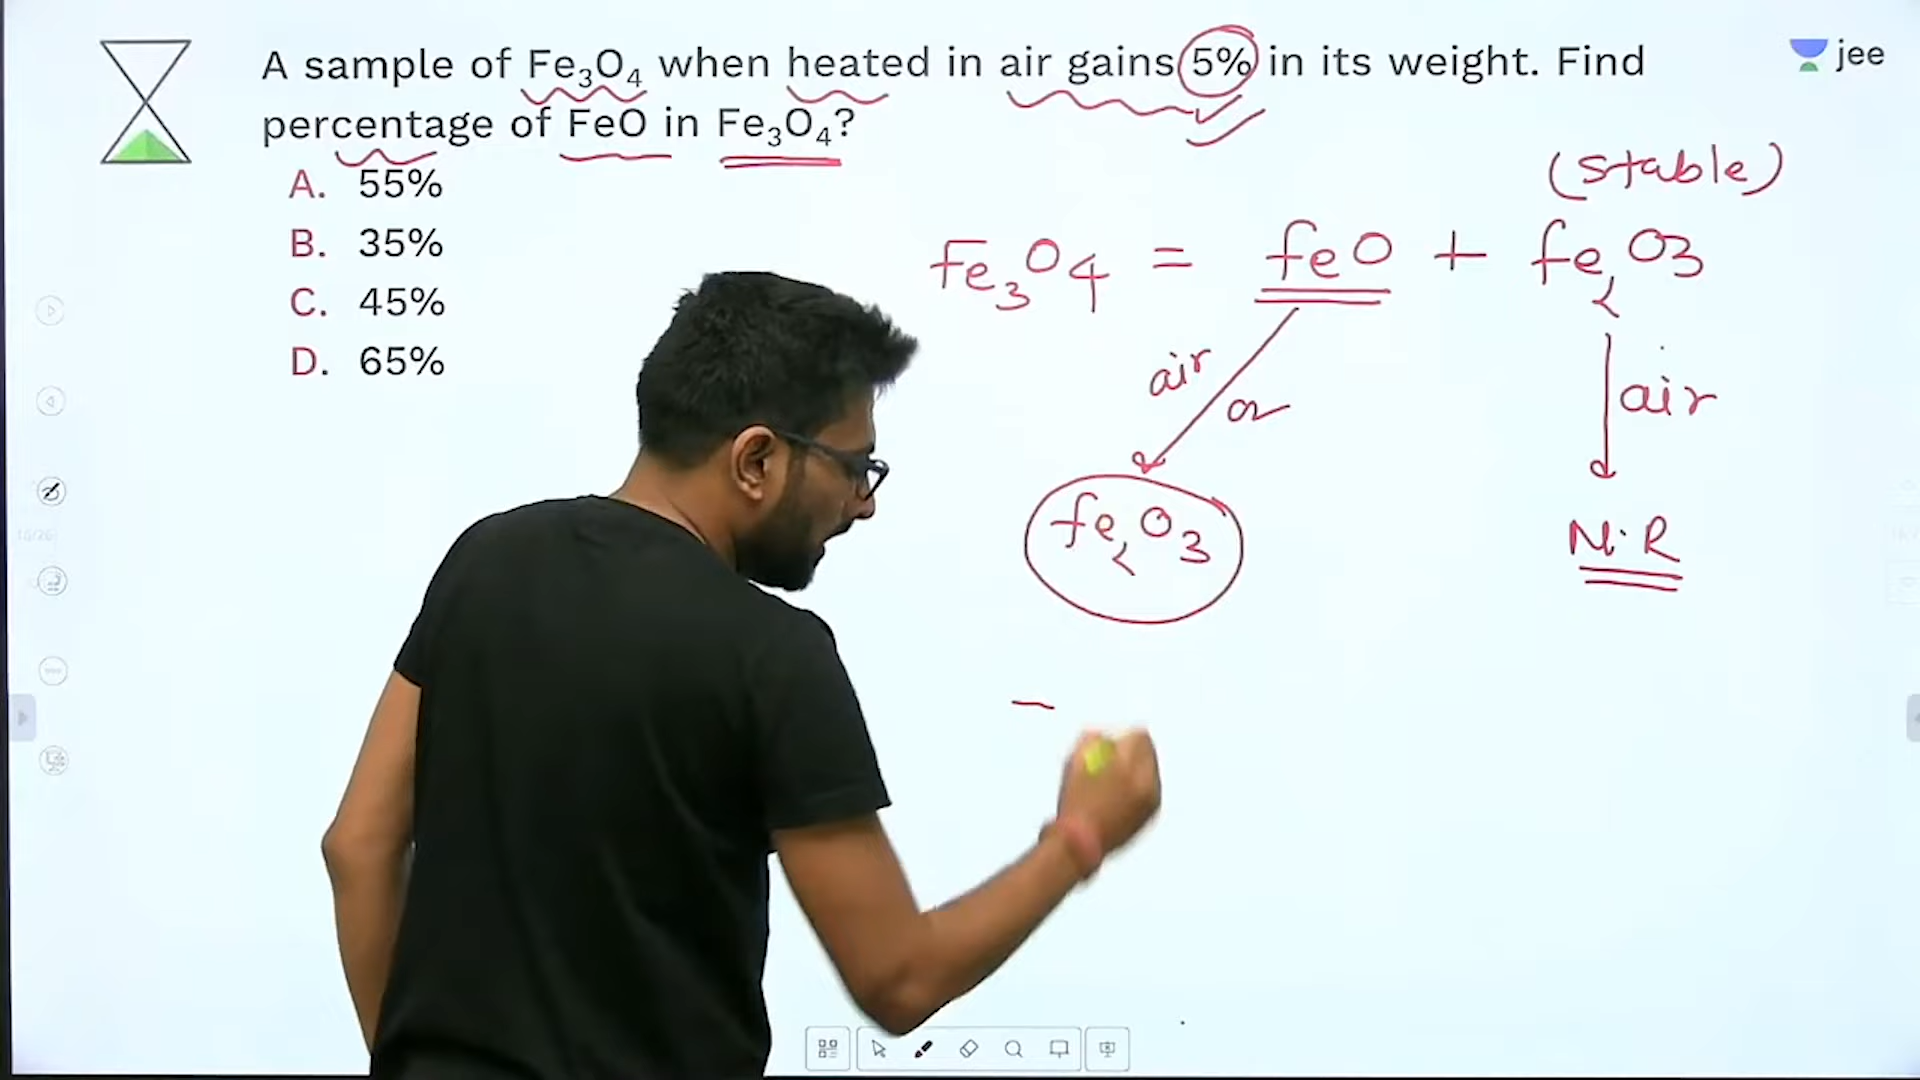 A sample of Fe₃O₄ when heated in air gains 5% in its weight. Find
percentage of FeO in Fe₃O₄?
A. 55%
B. 35%
C. 45%
D. 65%
jee
(stable)
Fe₃O₄ = feO + fe₂O₃
air
O₂
air
fe₂O₃
N.R